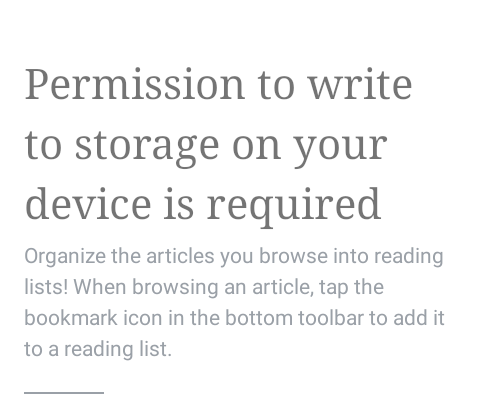 Permission to write
to storage on your
device is required
Organize the articles you browse into reading
lists! When browsing an article, tap the
bookmark icon in the bottom toolbar to add it
to a reading list.